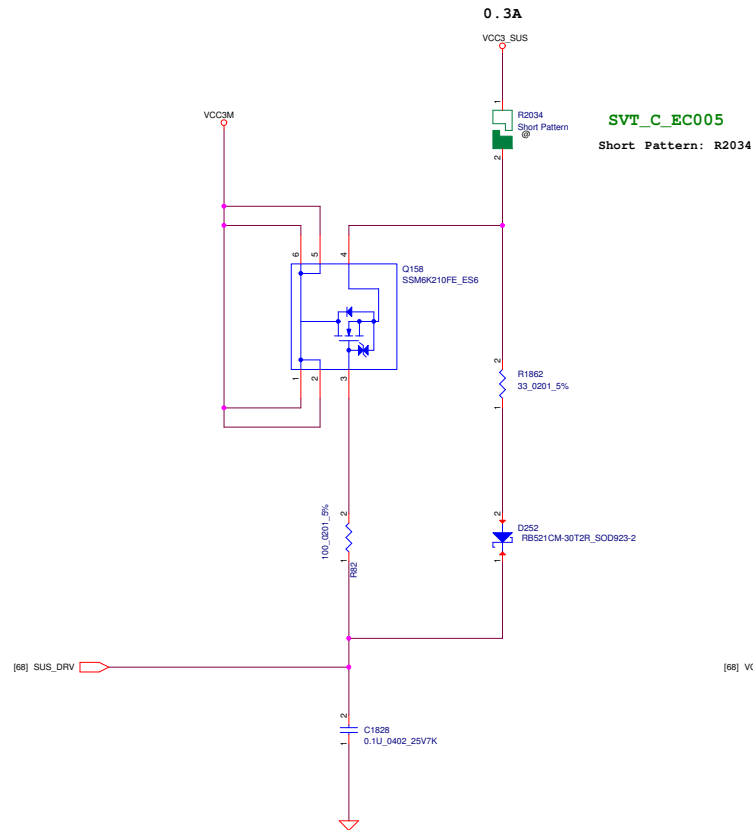 0.3A
VCC3_SUS
1
R2034
Short Pattern
@
2
SVT_C_EC005
Short Pattern: R2034
VCC3M
6
5
4
Q158
SSM6K210FE_ES6
1
2
3
2
R1862
33_0201_5%
1
2
100_0201_5%
1
R82
2
D252
RB521CM-30T2R_SOD923-2
1
[68] SUS_DRV
[68] VC
2
C1828
0.1U_0402_25V7K
1